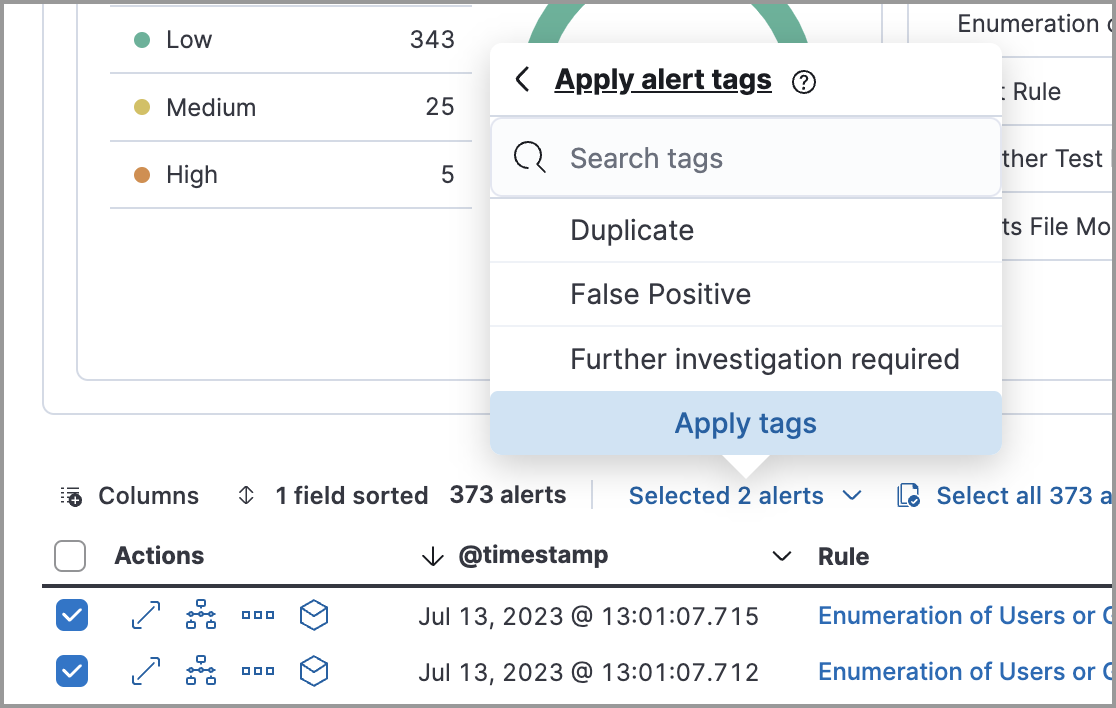 Low 343
Medium 25
High 5
Enumeration
Rule
Test
File
Apply alert tags
Search tags
Duplicate
False Positive
Further investigation required
Apply tags
Columns 1 field sorted 373 alerts Selected 2 alerts Select all 373
Actions @timestamp Rule
Jul 13, 2023 @ 13:01:07.715 Enumeration of Users or
Jul 13, 2023 @ 13:01:07.712 Enumeration of Users or